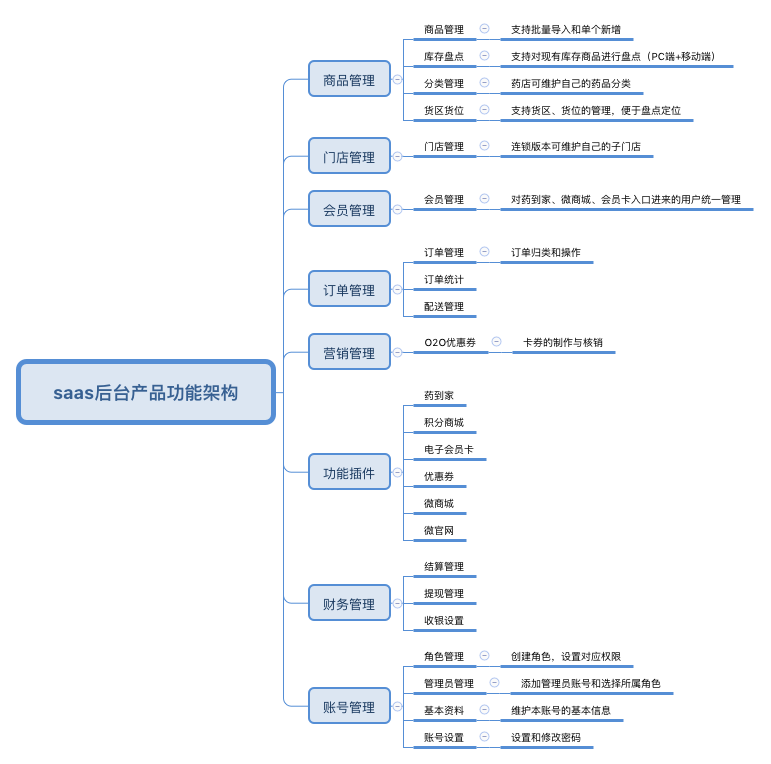 saas后台产品功能架构
商品管理
商品管理
支持批量导入和单个新增
库存盘点
支持对现有库存商品进行盘点（PC端+移动端）
分类管理
药店可维护自己的药品分类
货区货位
支持货区、货位的管理，便于盘点定位
门店管理
门店管理
连锁版本可维护自己的子门店
会员管理
会员管理
对药到家、微商城、会员卡入口进来的用户统一管理
订单管理
订单管理
订单归类和操作
订单统计
配送管理
营销管理
O2O优惠券
卡券的制作与核销
功能插件
药到家
积分商城
电子会员卡
优惠券
微商城
微官网
财务管理
结算管理
提现管理
收银设置
账号管理
角色管理
创建角色，设置对应权限
管理员管理
添加管理员账号和选择所属角色
基本资料
维护本账号的基本信息
账号设置
设置和修改密码